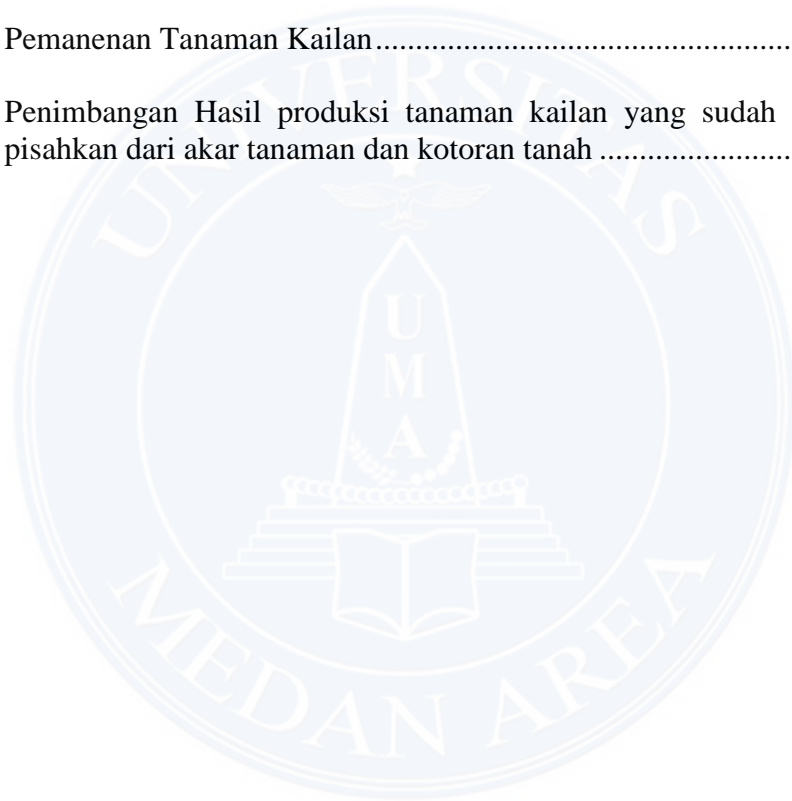 Pemanenan Tanaman Kailan................................................
Penimbangan Hasil produksi tanaman kailan yang sudah
pisahkan dari akar tanaman dan kotoran tanah .......................
UNIVERSITAS
U
M
A
MEDAN AREA